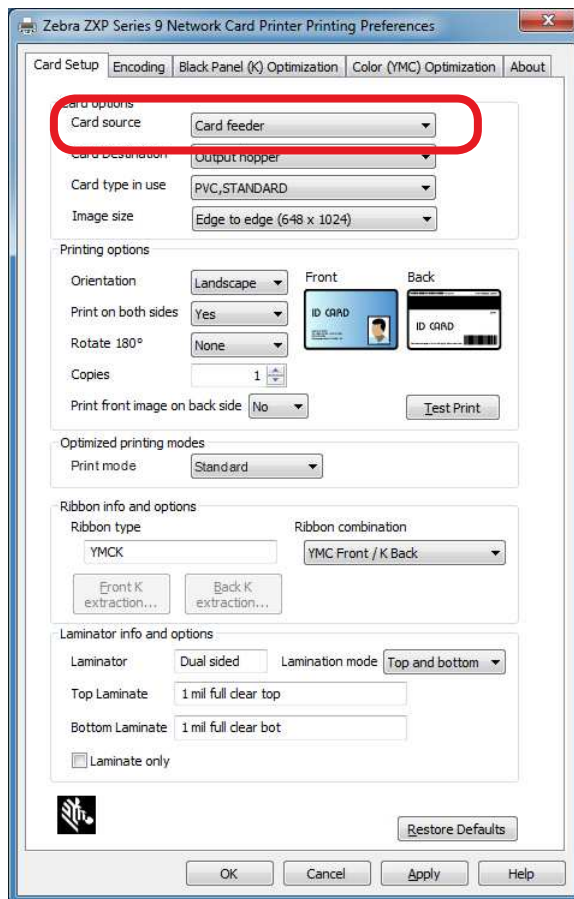 Zebra ZXP Series 9 Network Card Printer Printing Preferences
Card Setup Encoding Black Panel (K) Optimization Color (YMC) Optimization About
Card options
Card source Card feeder
Card Destination Output hopper
Card type in use PVC,STANDARD
Image size Edge to edge (648 x 1024)
Printing options
Orientation Landscape Front Back
Print on both sides Yes
ID CARD ID CARD
Rotate 180° None
Copies 1
Print front image on back side No Test Print
Optimized printing modes
Print mode Standard
Ribbon info and options
Ribbon type Ribbon combination
YMCK YMC Front / K Back
Front K Back K
extraction... extraction...
Laminator info and options
Laminator Dual sided Lamination mode Top and bottom
Top Laminate 1 mil full clear top
Bottom Laminate 1 mil full clear bot
Laminate only
Restore Defaults
OK Cancel Apply Help